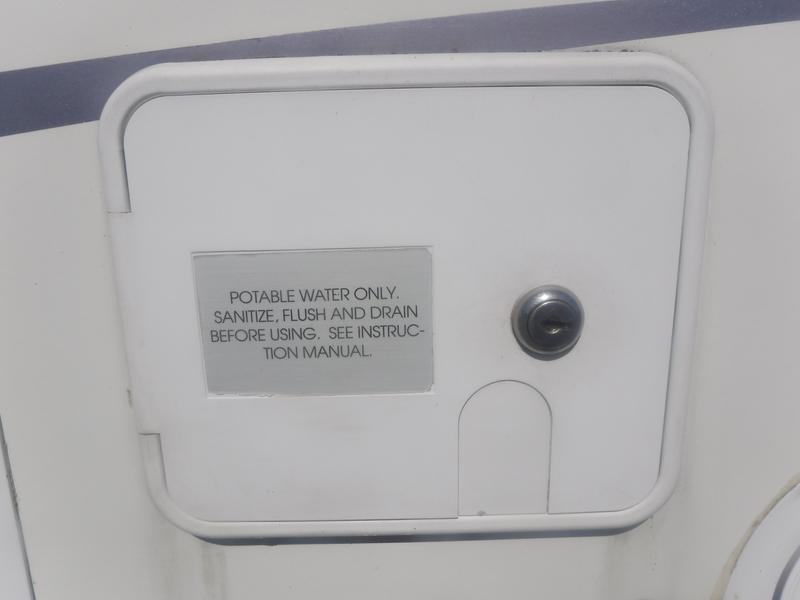 POTABLE WATER ONLY.
SANITIZE, FLUSH AND DRAIN
BEFORE USING. SEE INSTRUC-
TION MANUAL.